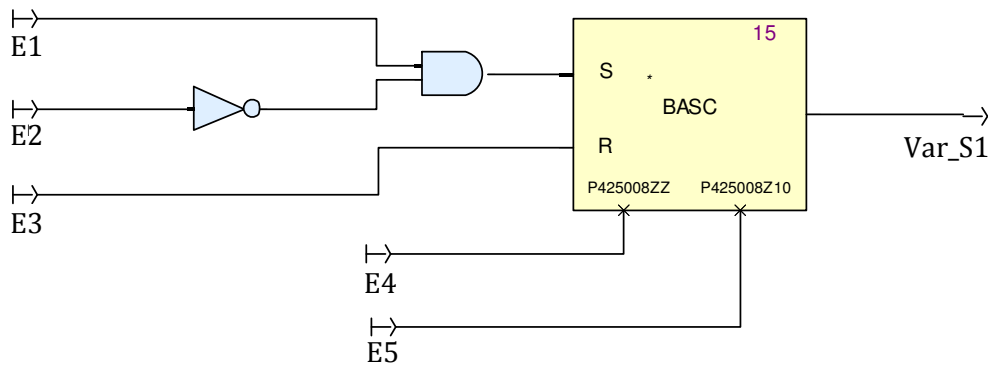 E1
15
S
*
BASC
E2
Var_S1
R
P425008ZZ P425008Z10
E3
E4
E5